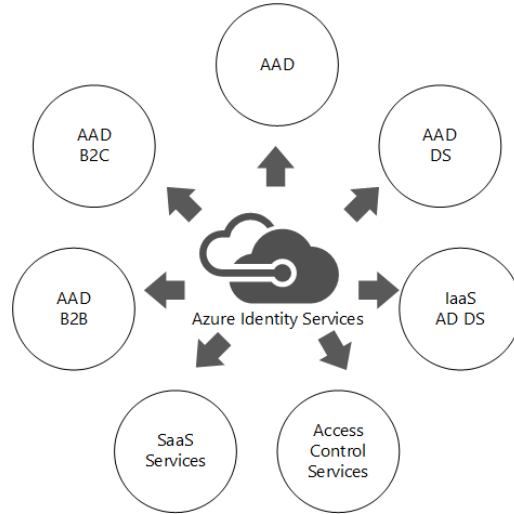 AAD
AAD
B2C
AAD
DS
AAD
B2B
Azure Identity Services
IaaS
AD DS
SaaS
Services
Access
Control
Services